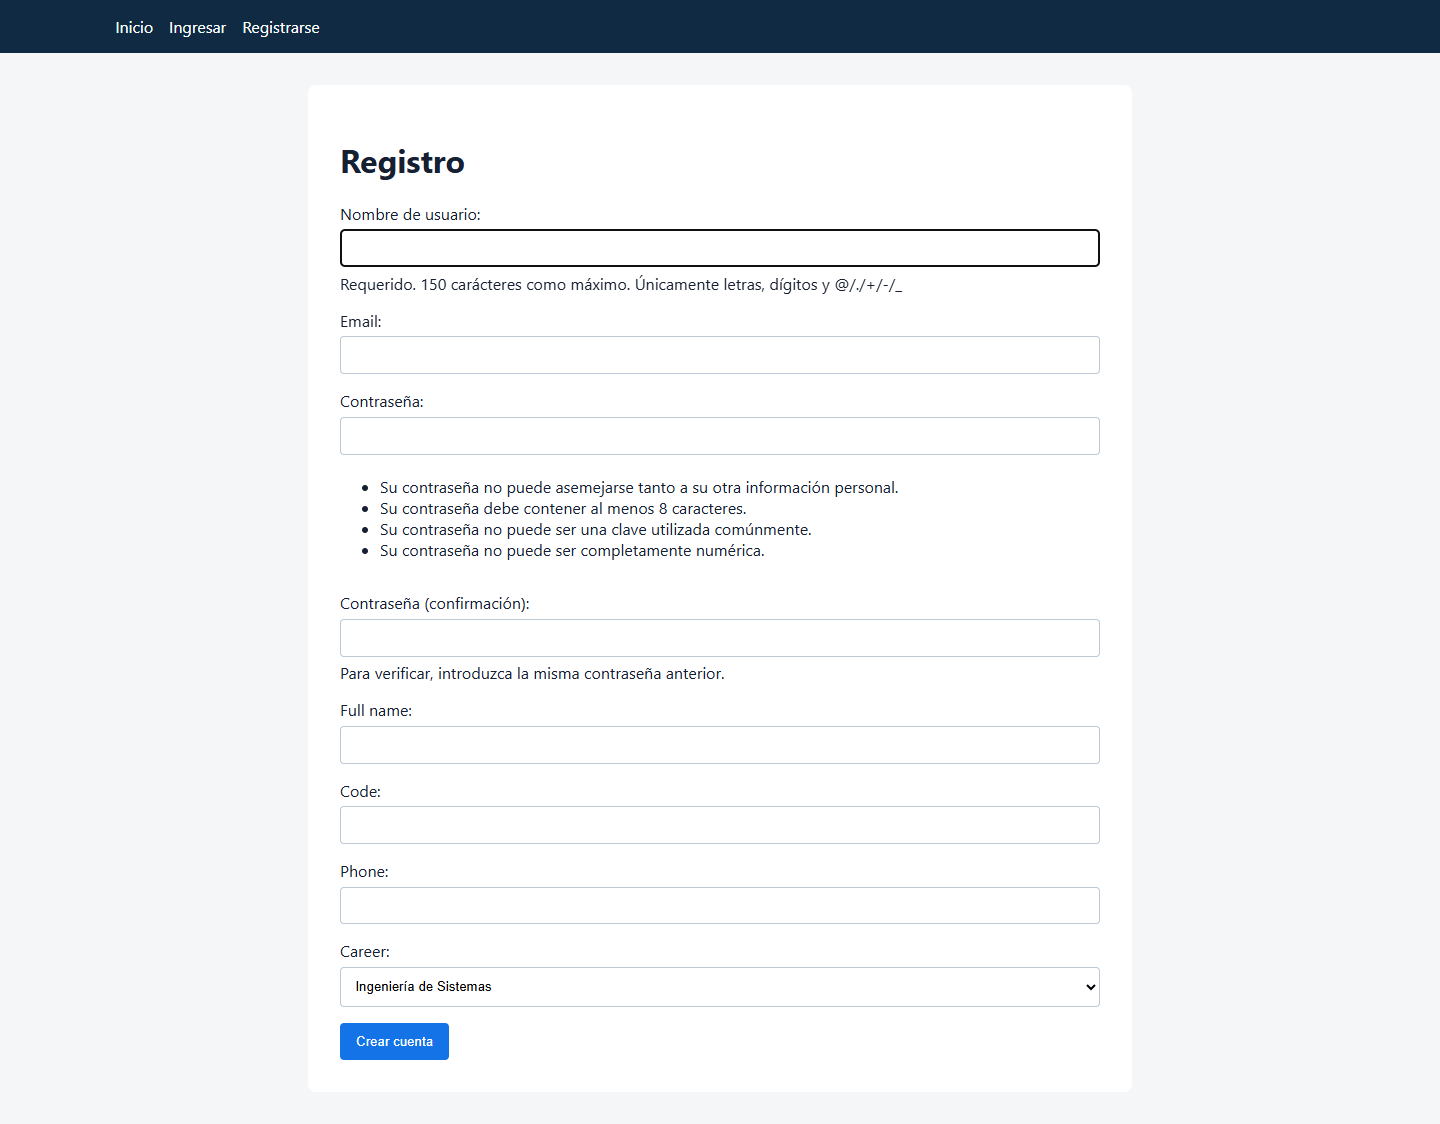 Inicio Ingresar Registrarse
Registro
Nombre de usuario:
Requerido. 150 carácteres como máximo. Únicamente letras, dígitos y @/./+/-/_
Email:
Contraseña:
Su contraseña no puede asemejarse tanto a su otra información personal.
Su contraseña debe contener al menos 8 caracteres.
Su contraseña no puede ser una clave utilizada comúnmente.
Su contraseña no puede ser completamente numérica.
Contraseña (confirmación):
Para verificar, introduzca la misma contraseña anterior.
Full name:
Code:
Phone:
Career:
Ingeniería de Sistemas
Crear cuenta